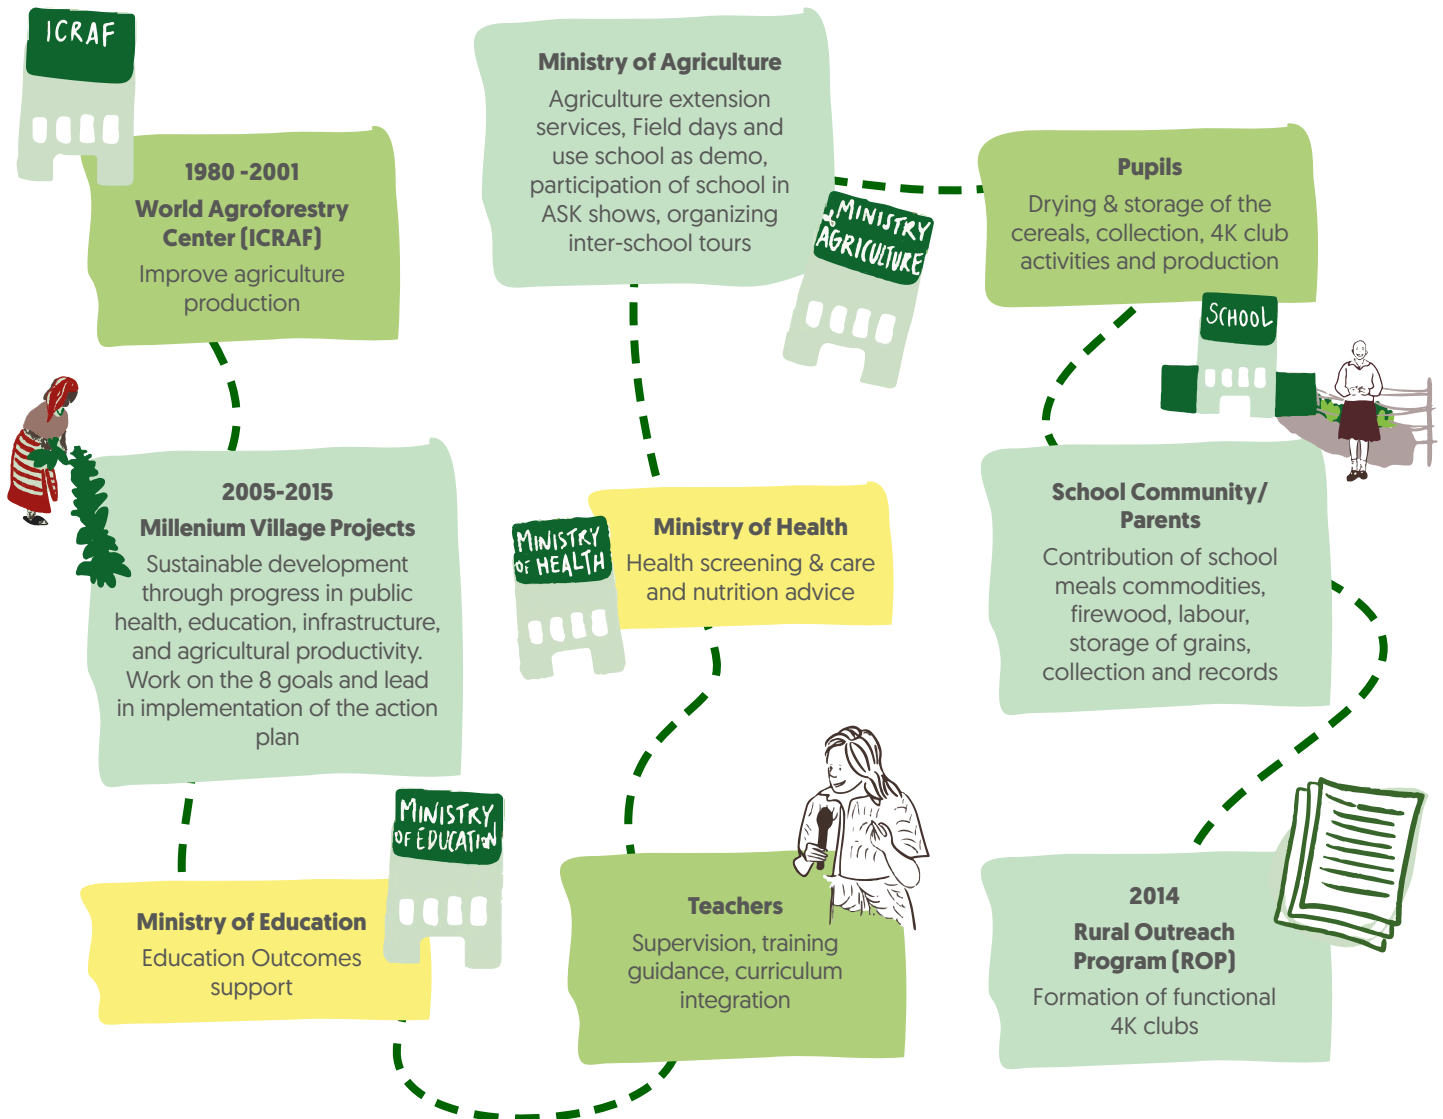 ICRAF
1980 -2001
World Agroforestry
Center (ICRAF)
Improve agriculture
production
2005-2015
Millenium Village Projects
Sustainable development
through progress in public
health, education, infrastructure,
and agricultural productivity.
Work on the 8 goals and lead
in implementation of the action
plan
MINISTRY
OF EDUCATION
Ministry of Education
Education Outcomes
support
Teachers
Supervision, training
guidance, curriculum
integration
MINISTRY
OF HEALTH
Ministry of Health
Health screening & care
and nutrition advice
Ministry of Agriculture
Agriculture extension
services, Field days and
use school as demo,
participation of school in
ASK shows, organizing
inter-school tours
MINISTRY
AGRICULTURE
Pupils
Drying & storage of the
cereals, collection, 4K club
activities and production
SCHOOL
School Community/
Parents
Contribution of school
meals commodities,
firewood, labour,
storage of grains,
collection and records
2014
Rural Outreach
Program (ROP)
Formation of functional
4K clubs